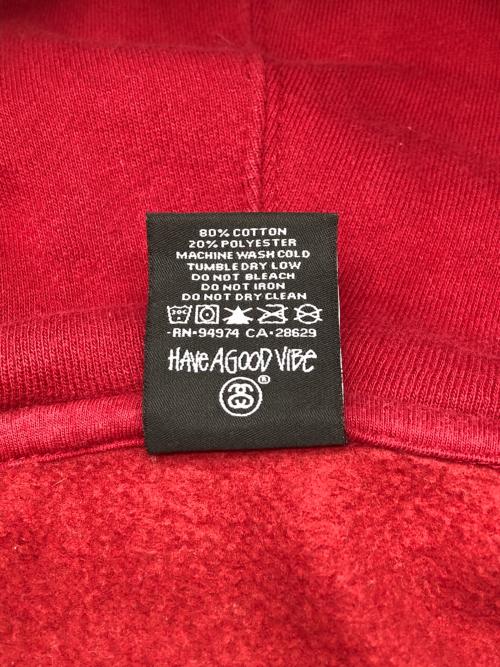 80% COTTON
20% POLYESTER
MACHINE WASH COLD
TUMBLE DRY LOW
DO NOT BLEACH
DO NOT IRON
DO NOT DRY CLEAN
-RN•94974 CA•28629
HAVE A GOOD VIBE
®